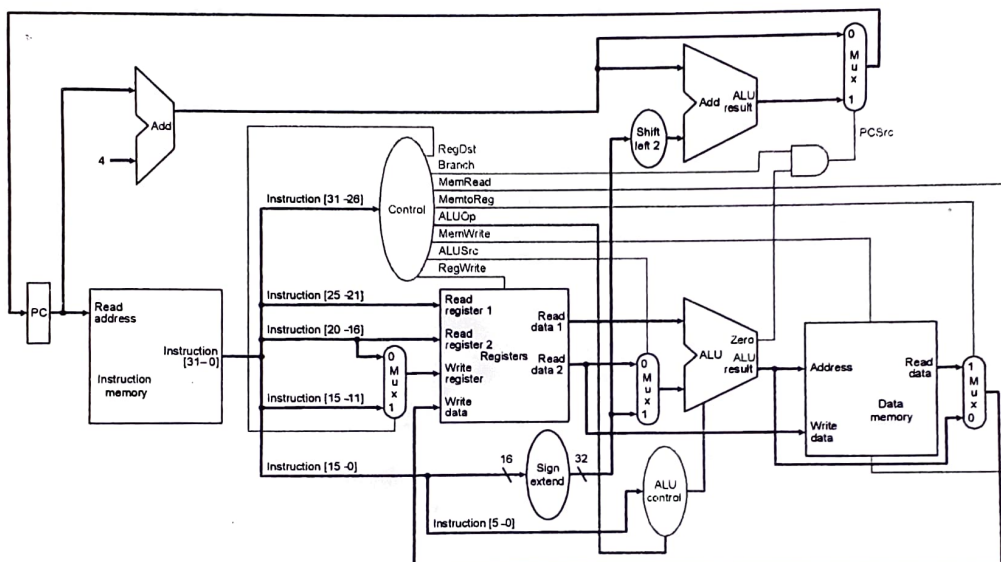 0
M
u
x
1
Add
ALU
result
Add
4
Shift
left 2
PCSrc
RegDst
Branch
MemRead
MemtoReg
ALUOp
MemWrite
ALUSrc
RegWrite
Control
Instruction [31–26]
PC
Read
address
Instruction
[31–0]
Instruction
memory
Instruction [25–21]
Instruction [20–16]
Instruction [15–11]
Instruction [15–0]
Instruction [5–0]
0
M
u
x
1
Read
register 1
Read
register 2
Write
register
Write
data
Registers
Read
data 1
Read
data 2
0
M
u
x
1
Zero
ALU
ALU
result
Address
Read
data
Data
memory
Write
data
1
M
u
x
0
16
Sign
extend
32
ALU
control